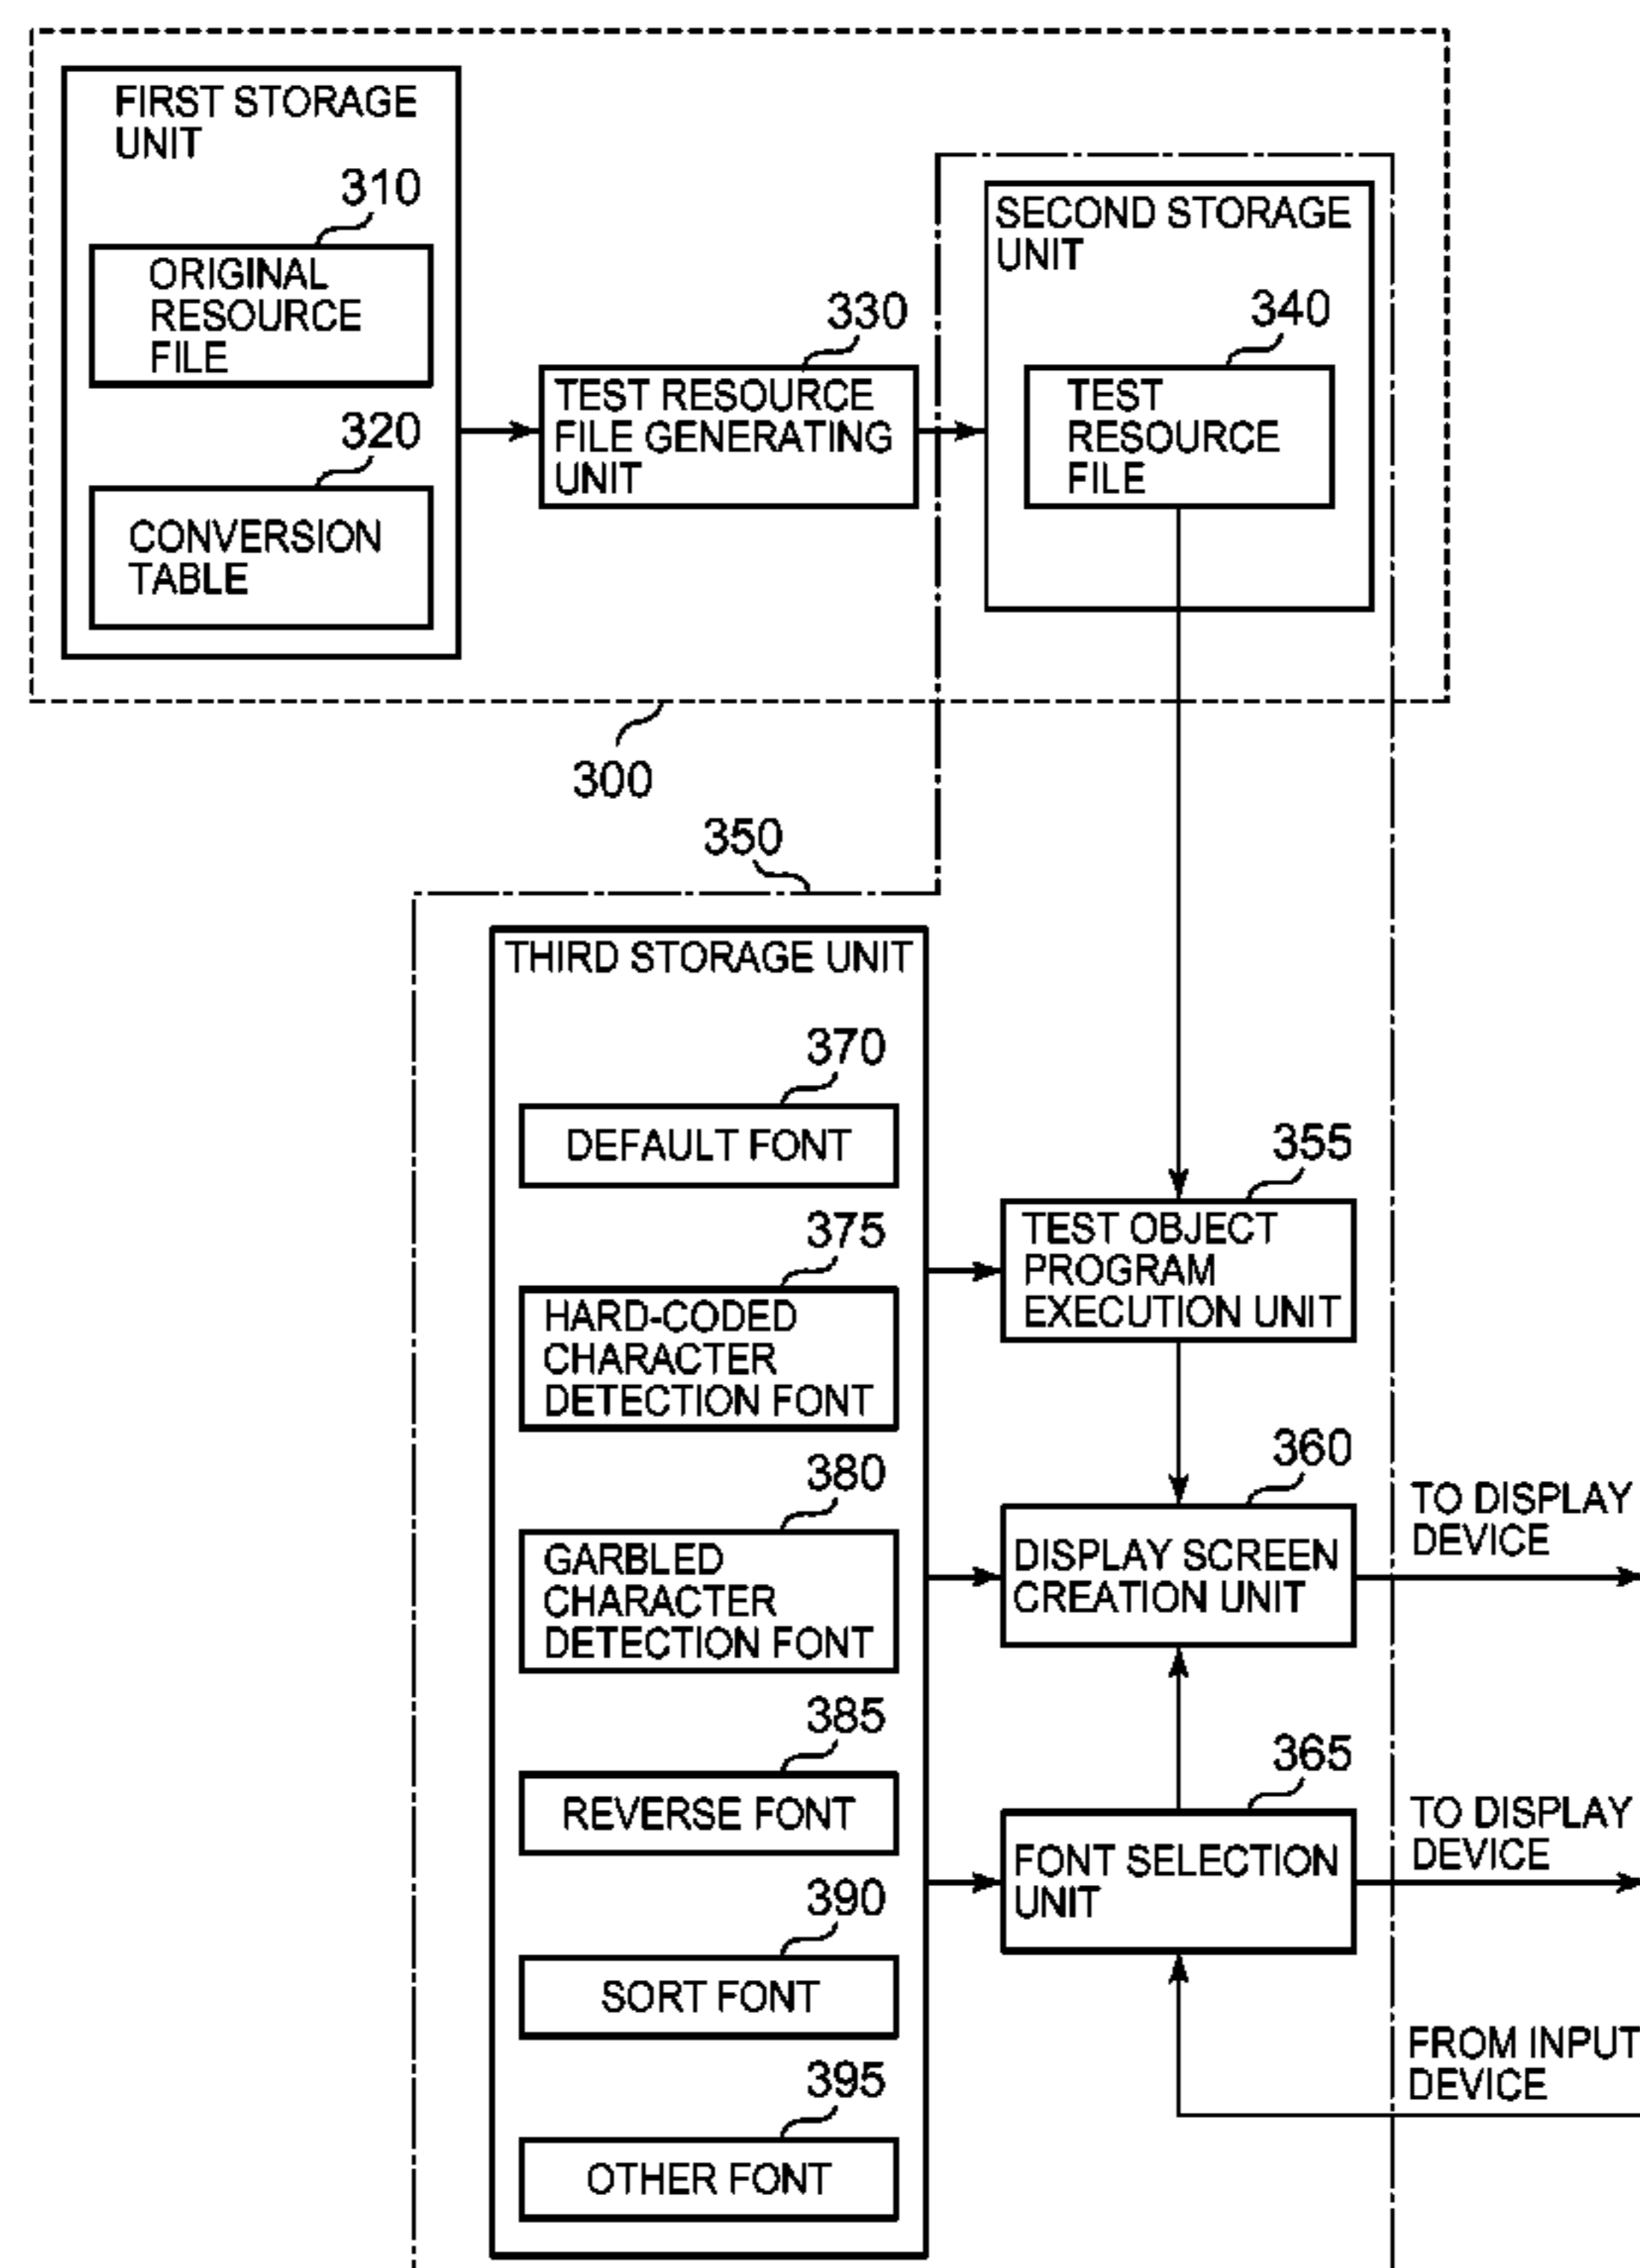 FIRST STORAGE
UNIT
310
ORIGINAL
RESOURCE
FILE
320
CONVERSION
TABLE
330
TEST RESOURCE
FILE GENERATING
UNIT
SECOND STORAGE
UNIT
340
TEST
RESOURCE
FILE
300
350
THIRD STORAGE UNIT
370
DEFAULT FONT
375
HARD-CODED
CHARACTER
DETECTION FONT
380
GARBLED
CHARACTER
DETECTION FONT
385
REVERSE FONT
390
SORT FONT
395
OTHER FONT
355
TEST OBJECT
PROGRAM
EXECUTION UNIT
360
DISPLAY SCREEN
CREATION UNIT
TO DISPLAY
DEVICE
365
FONT SELECTION
UNIT
TO DISPLAY
DEVICE
FROM INPUT
DEVICE